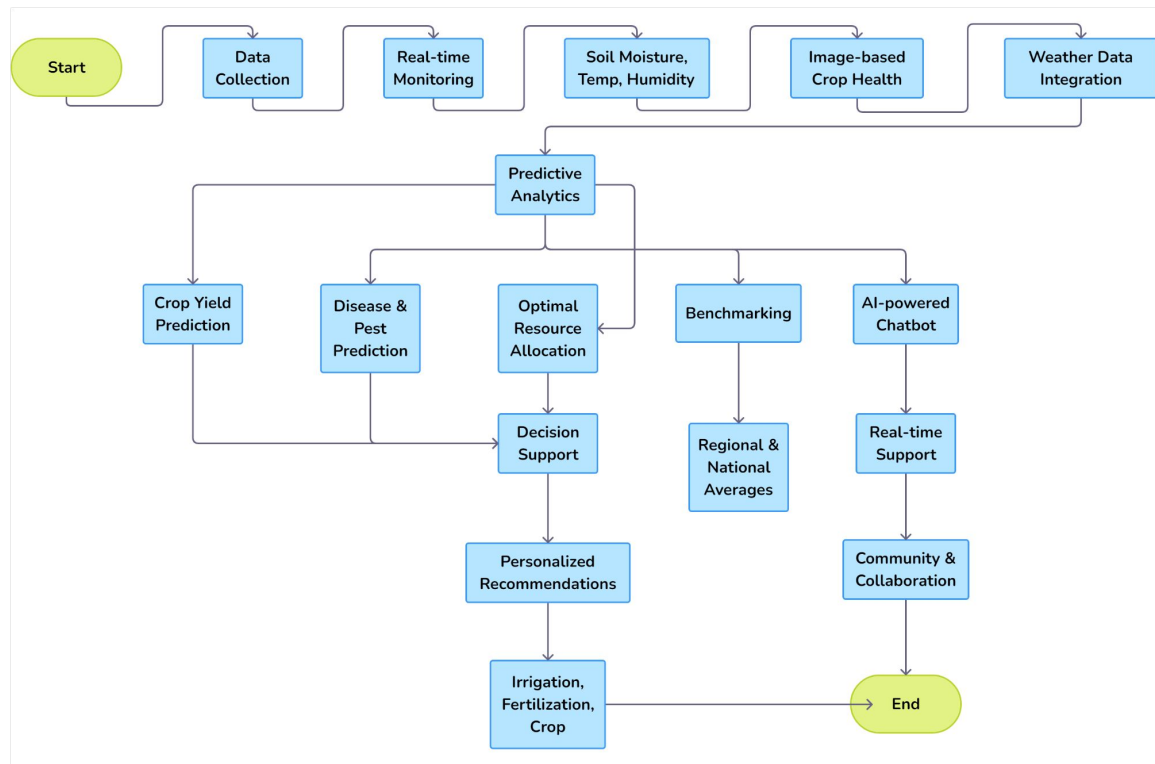 Start
Data
Collection
Real-time
Monitoring
Soil Moisture,
Temp, Humidity
Image-based
Crop Health
Weather Data
Integration
Predictive
Analytics
Crop Yield
Prediction
Disease &
Pest
Prediction
Optimal
Resource
Allocation
Benchmarking
AI-powered
Chatbot
Decision
Support
Regional &
National
Averages
Real-time
Support
Personalized
Recommendations
Community &
Collaboration
Irrigation,
Fertilization,
Crop
End